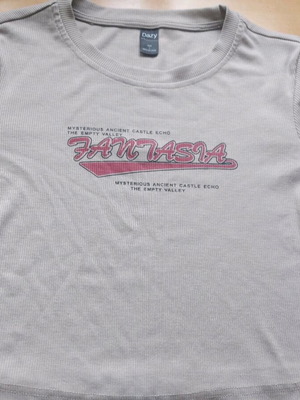 Dazy
MYSTERIOUS ANCIENT CASTLE ECHO
THE EMPTY VALLEY
FANTASIA
MYSTERIOUS ANCIENT CASTLE ECHO
THE EMPTY VALLEY